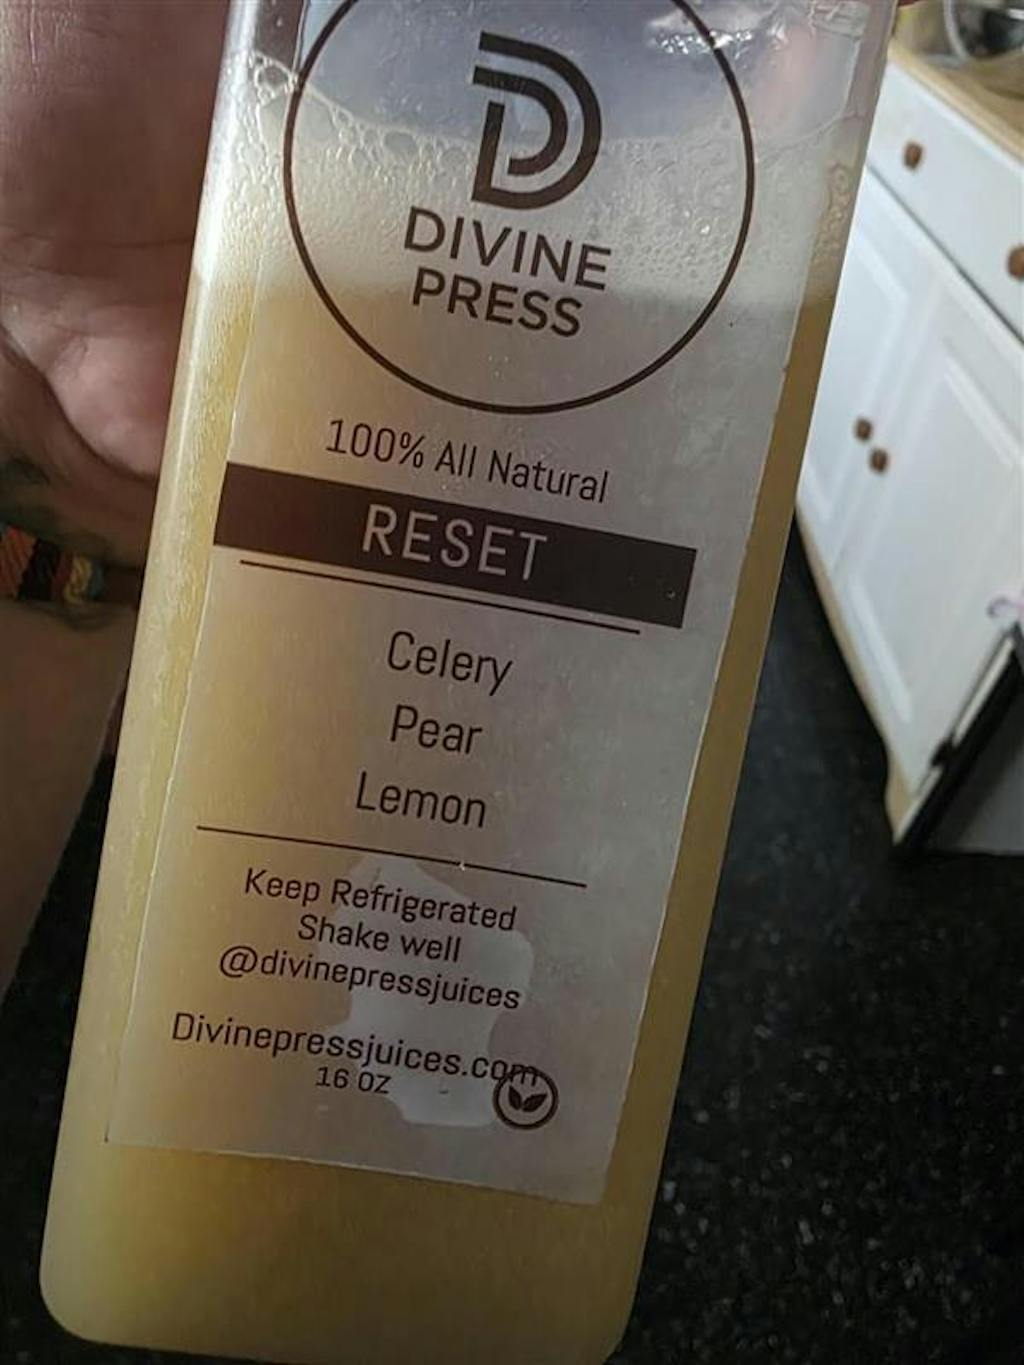 DIVINE
PRESS
100% All Natural
RESET
Celery
Pear
Lemon
Keep Refrigerated
Shake well
@divinepressjuices
Divinepressjuices.com
16 OZ